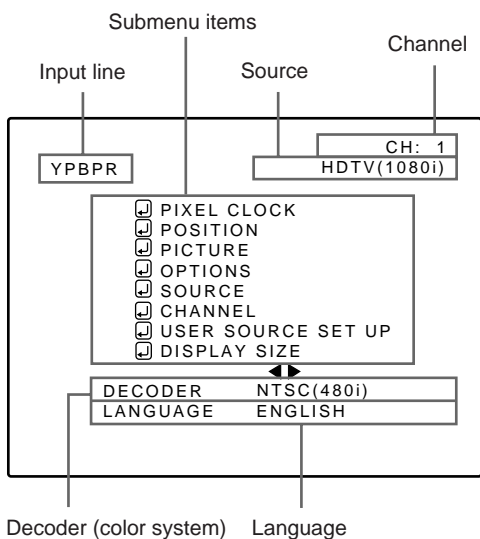 Submenu items
Channel
Input line
Source
CH: 1
YPBPR
HDTV(1080i)
PIXEL CLOCK
POSITION
PICTURE
OPTIONS
SOURCE
CHANNEL
USER SOURCE SET UP
DISPLAY SIZE
DECODER NTSC(480i)
LANGUAGE ENGLISH
Decoder (color system) Language